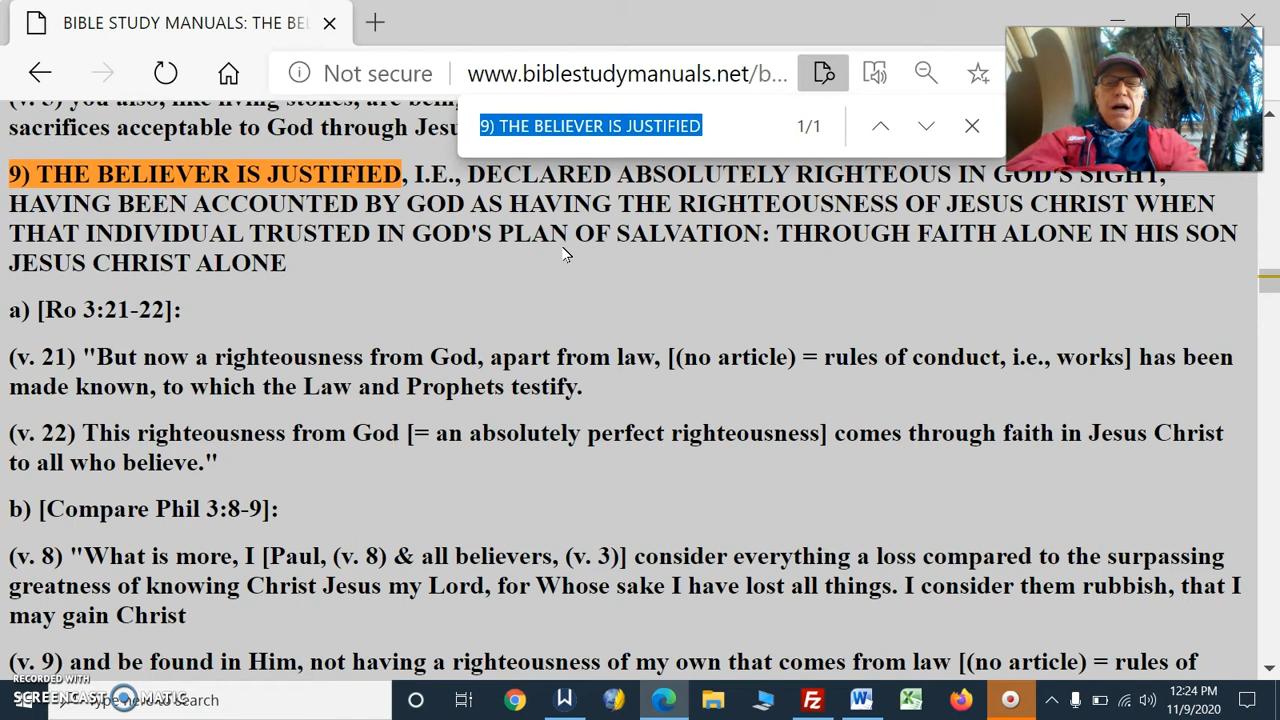 BIBLE STUDY MANUALS: THE BEL
Not secure
www.biblestudymanuals.net/b...
9) THE BELIEVER IS JUSTIFIED
1/1
sacrifices acceptable to God through Jesu
9) THE BELIEVER IS JUSTIFIED, I.E., DECLARED ABSOLUTELY RIGHTEOUS IN GOD'S SIGHT,
HAVING BEEN ACCOUNTED BY GOD AS HAVING THE RIGHTEOUSNESS OF JESUS CHRIST WHEN
THAT INDIVIDUAL TRUSTED IN GOD'S PLAN OF SALVATION: THROUGH FAITH ALONE IN HIS SON
JESUS CHRIST ALONE
a) [Ro 3:21-22]:
(v. 21) "But now a righteousness from God, apart from law, [(no article) = rules of conduct, i.e., works] has been
made known, to which the Law and Prophets testify.
(v. 22) This righteousness from God [= an absolutely perfect righteousness] comes through faith in Jesus Christ
to all who believe."
b) [Compare Phil 3:8-9]:
(v. 8) "What is more, I [Paul, (v. 8) & all believers, (v. 3)] consider everything a loss compared to the surpassing
greatness of knowing Christ Jesus my Lord, for Whose sake I have lost all things. I consider them rubbish, that I
may gain Christ
(v. 9) and be found in Him, not having a righteousness of my own that comes from law [(no article) = rules of
RECORDED WITH
SCREENCAST MATIC
Type here to search
12:24 PM
11/9/2020